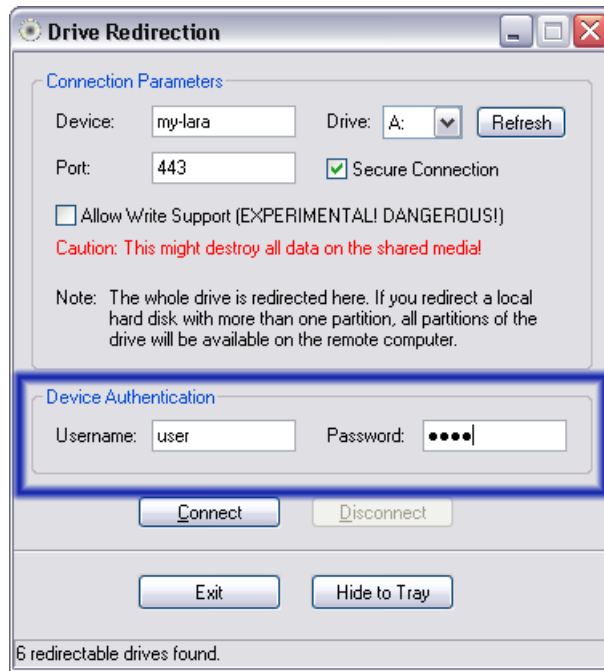 Drive Redirection
Connection Parameters
Device: my-lara Drive: A: Refresh
Port: 443 Secure Connection
Allow Write Support (EXPERIMENTAL! DANGEROUS!)
Caution: This might destroy all data on the shared media!
Note: The whole drive is redirected here. If you redirect a local
hard disk with more than one partition, all partitions of the
drive will be available on the remote computer.
Device Authentication
Username: user Password: ●●●●
Connect Disconnect
Exit Hide to Tray
6 redirectable drives found.